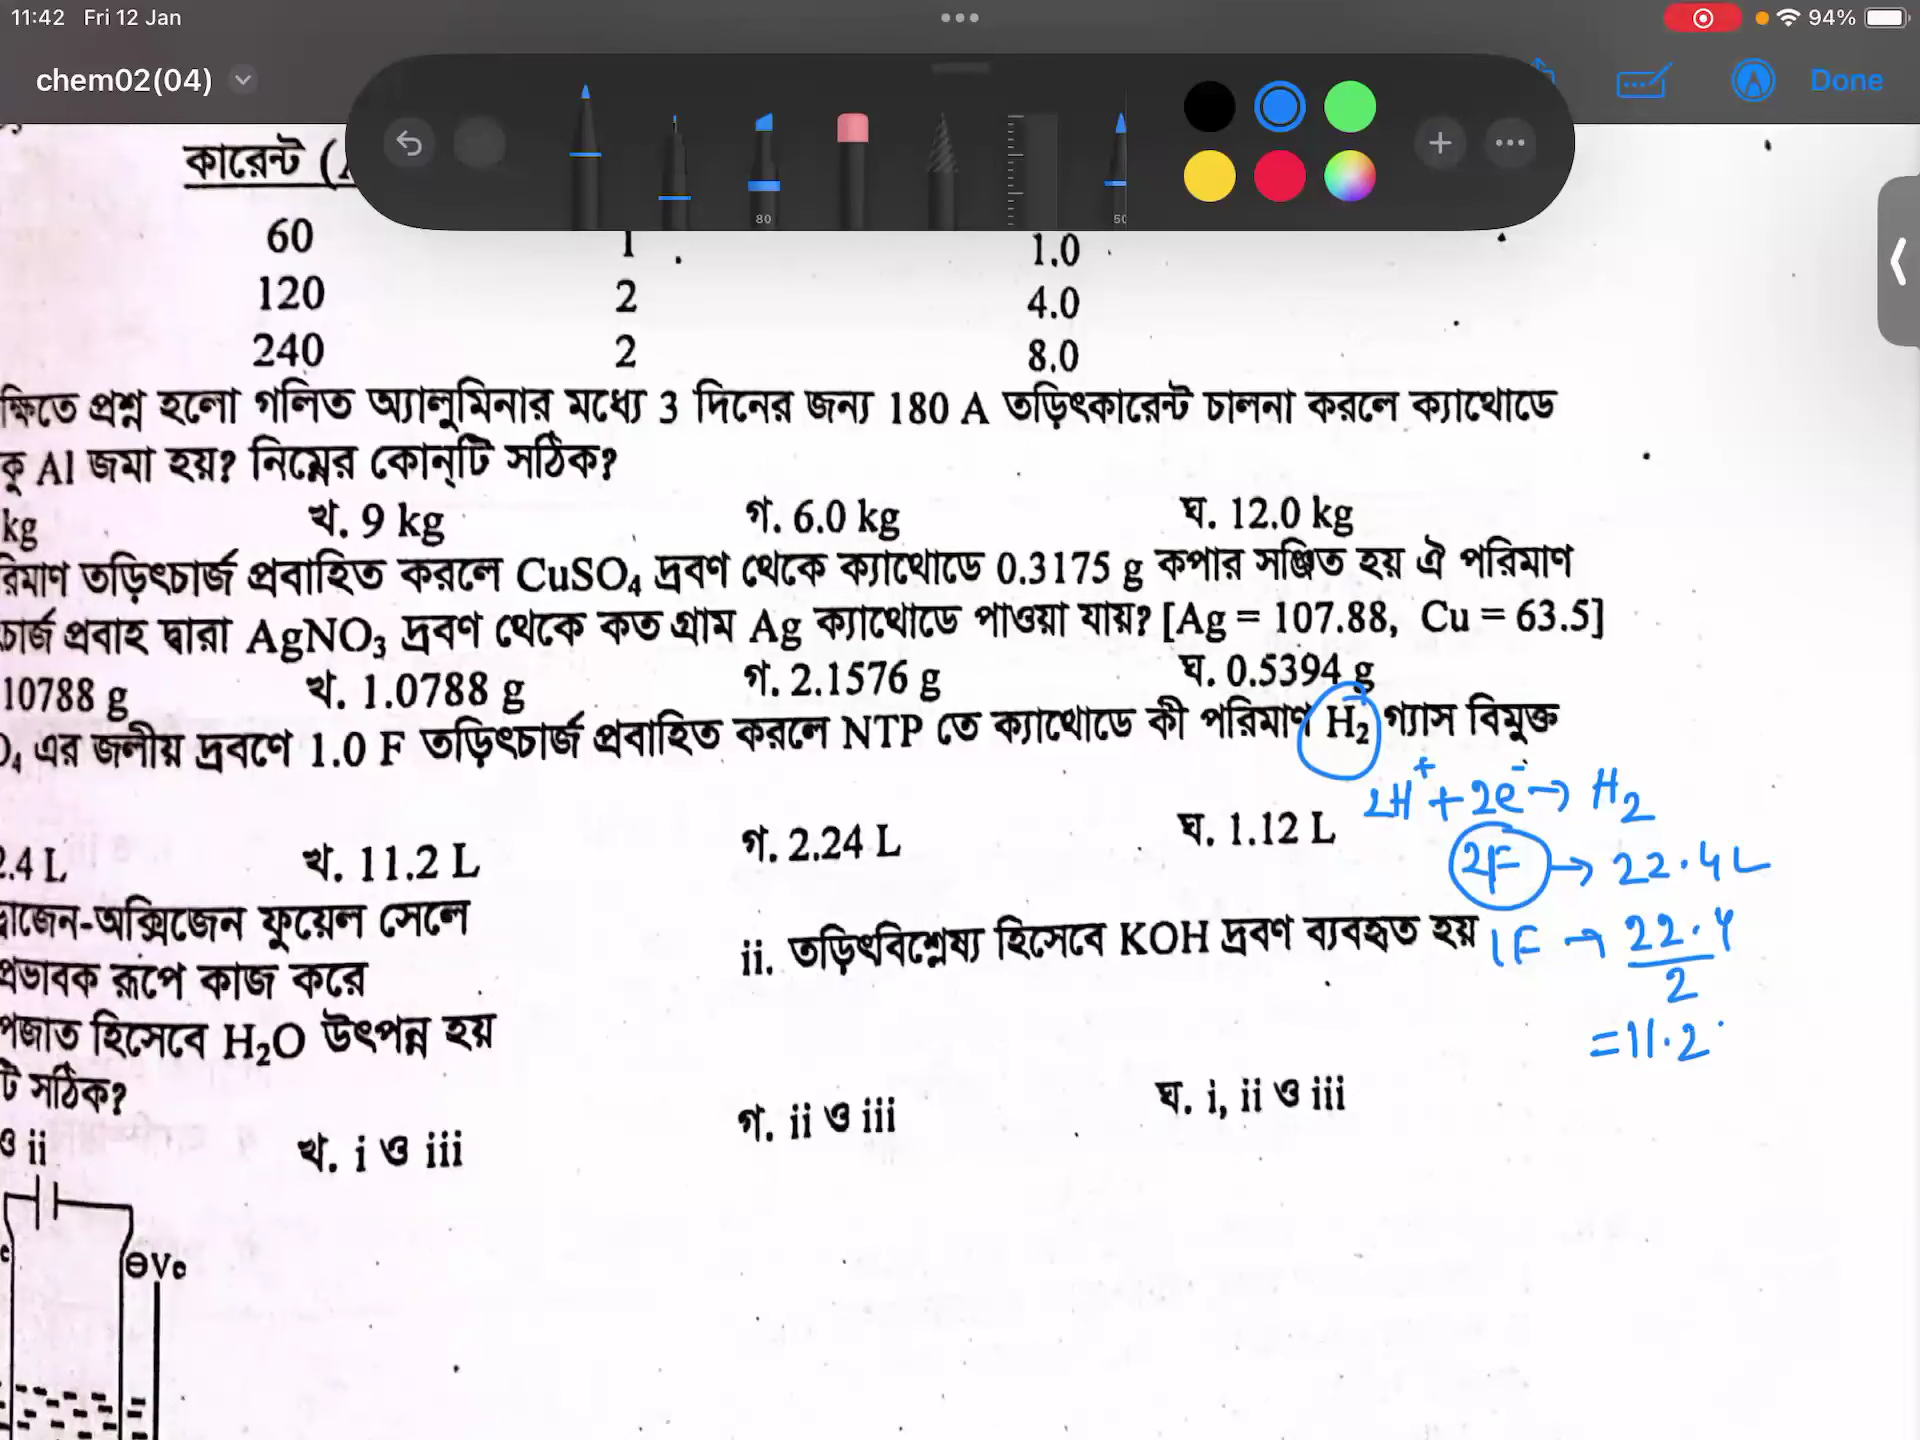 11:42 Fri 12 Jan
94%
chem02(04)
Done
80
50
কারেন্ট (
60 1 1.0
120 2 4.0
240 2 8.0
ক্ষিতে প্রশ্ন হলো গলিত অ্যালুমিনার মধ্যে 3 দিনের জন্য 180 A তড়িৎকারেন্ট চালনা করলে ক্যাথোডে
কু Al জমা হয়? নিম্নের কোন্‌টি সঠিক?
kg খ. 9 kg গ. 6.0 kg ঘ. 12.0 kg
রিমাণ তড়িৎচার্জ প্রবাহিত করলে CuSO₄ দ্রবণ থেকে ক্যাথোডে 0.3175 g কপার সঞ্চিত হয় ঐ পরিমাণ
চার্জ প্রবাহ দ্বারা AgNO₃ দ্রবণ থেকে কত গ্রাম Ag ক্যাথোডে পাওয়া যায়? [Ag = 107.88, Cu = 63.5]
10788 g খ. 1.0788 g গ. 2.1576 g ঘ. 0.5394 g
O₄ এর জলীয় দ্রবণে 1.0 F তড়িৎচার্জ প্রবাহিত করলে NTP তে ক্যাথোডে কী পরিমাণ H₂ গ্যাস বিমুক্ত
2H⁺ + 2e⁻ → H₂
2.4 L খ. 11.2 L গ. 2.24 L ঘ. 1.12 L
2F → 22.4 L
ড্রোজেন-অক্সিজেন ফুয়েল সেলে
ii. তড়িৎবিশ্লেষ্য হিসেবে KOH দ্রবণ ব্যবহৃত হয়
1F → 22.4/2
প্রভাবক রূপে কাজ করে
পজাত হিসেবে H₂O উৎপন্ন হয়
= 11.2
টি সঠিক?
ও ii খ. i ও iii গ. ii ও iii ঘ. i, ii ও iii